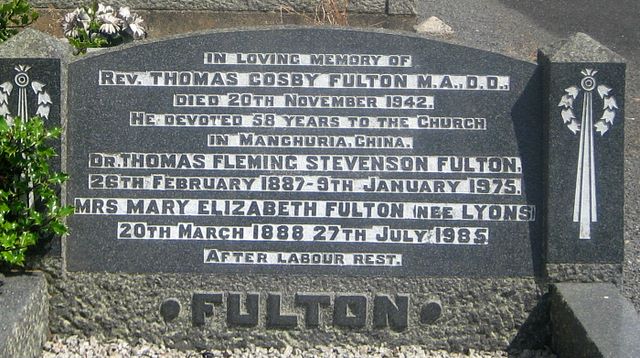 In Loving Memory of
Rev. Thomas Cosby Fulton M.A., D.D.,
Died 20th November 1942.
He devoted 58 years to the Church
in Manchuria, China.
Dr. Thomas Fleming Stevenson Fulton.
26th February 1887-9th January 1975.
Mrs Mary Elizabeth Fulton (nee Lyons)
20th March 1888 27th July 1985.
After labour rest.
• FULTON •